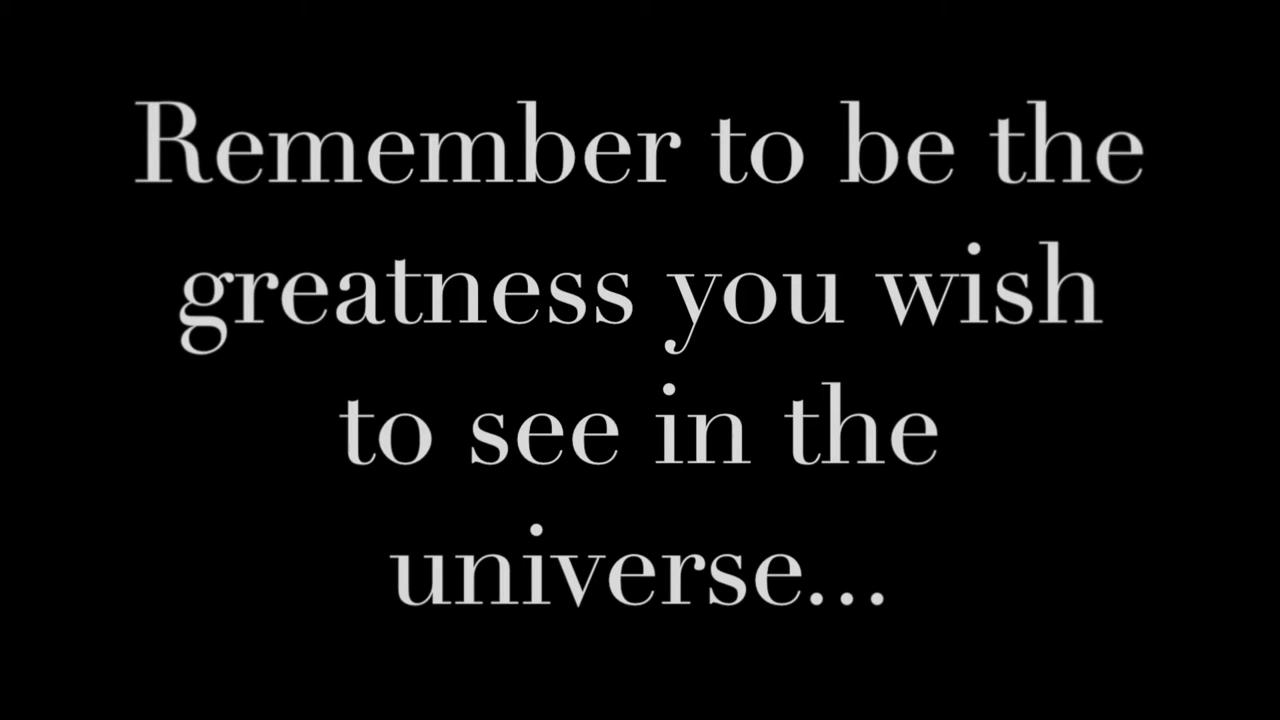 Remember to be the
greatness you wish
to see in the
universe...